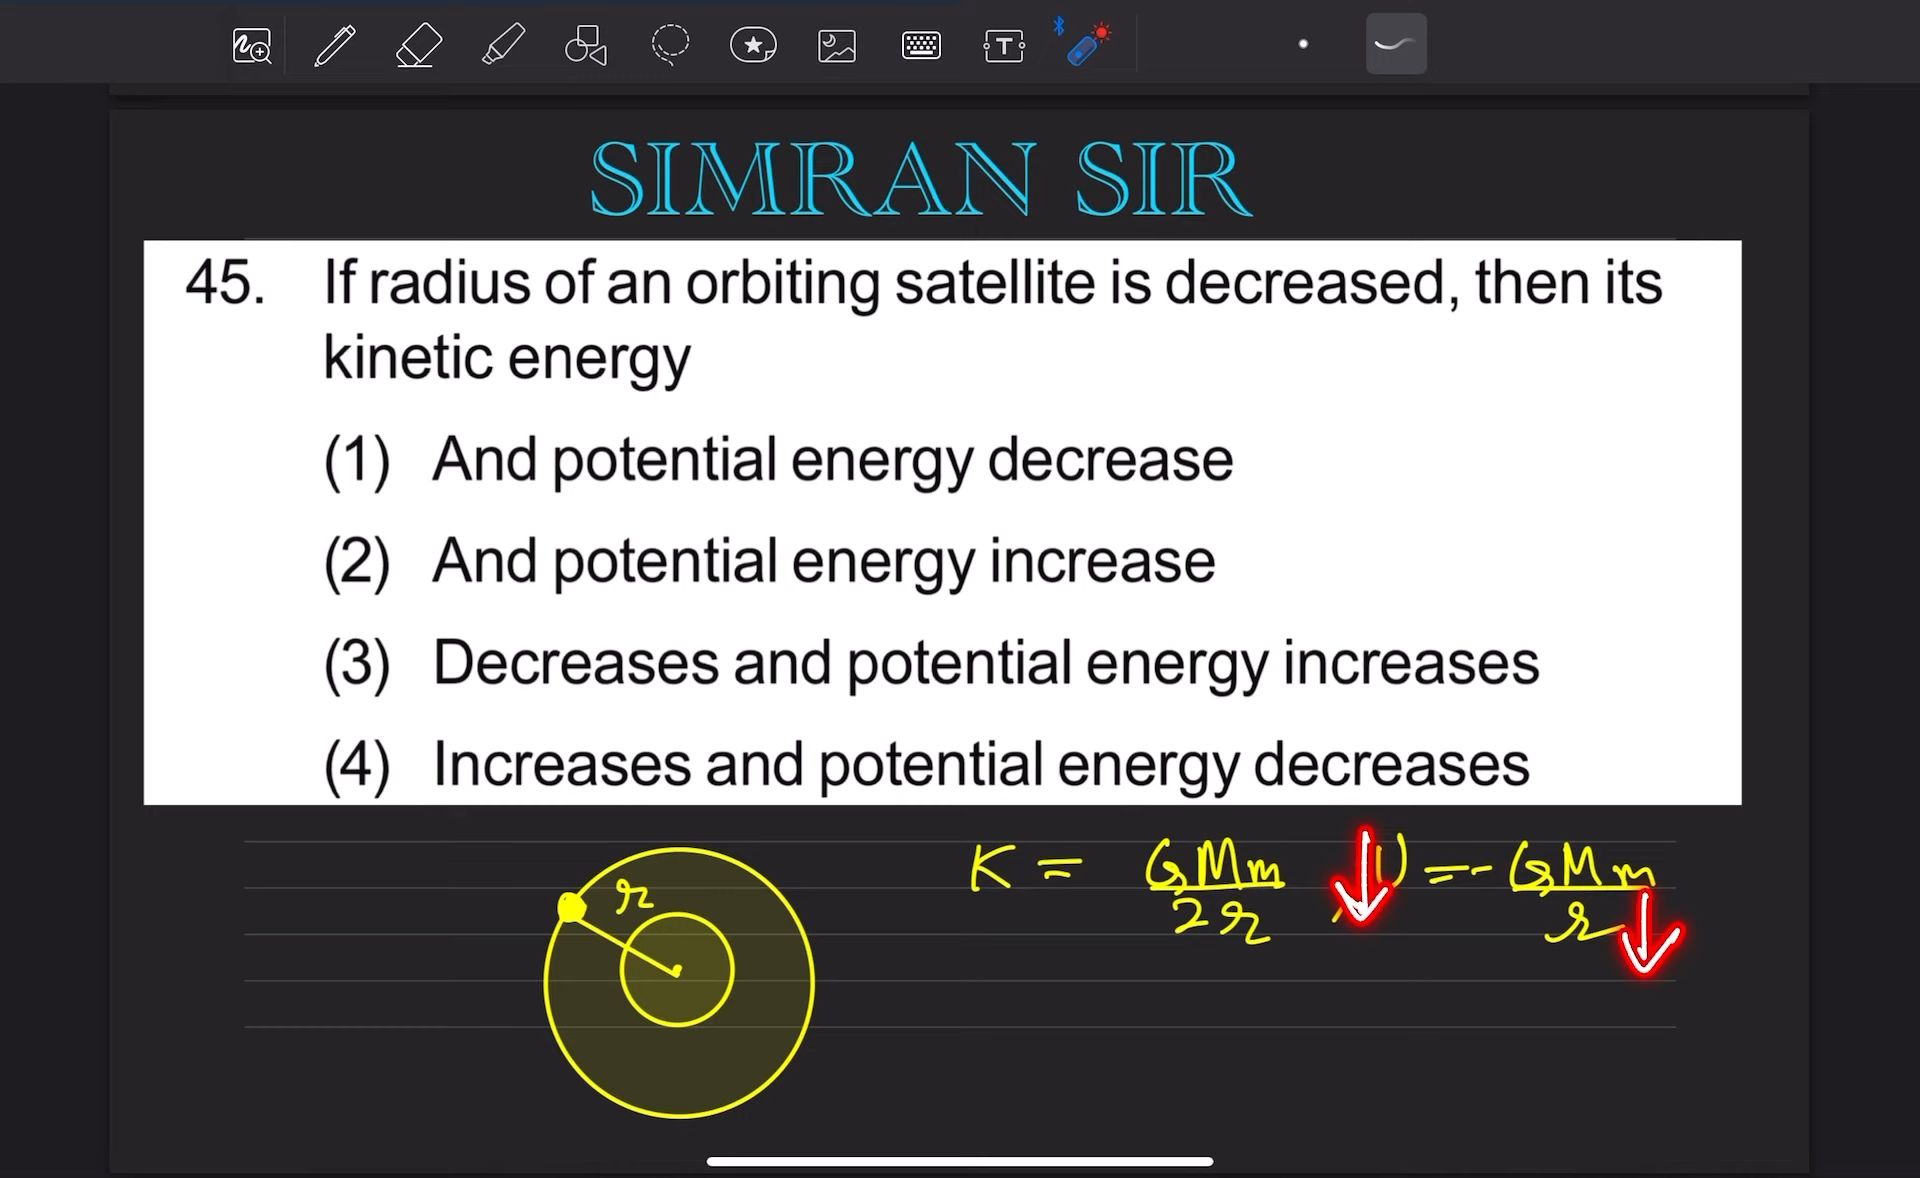 SIMRAN SIR
45. If radius of an orbiting satellite is decreased, then its
kinetic energy
(1) And potential energy decrease
(2) And potential energy increase
(3) Decreases and potential energy increases
(4) Increases and potential energy decreases
r
K = GMm/2r , U = - GMm/r